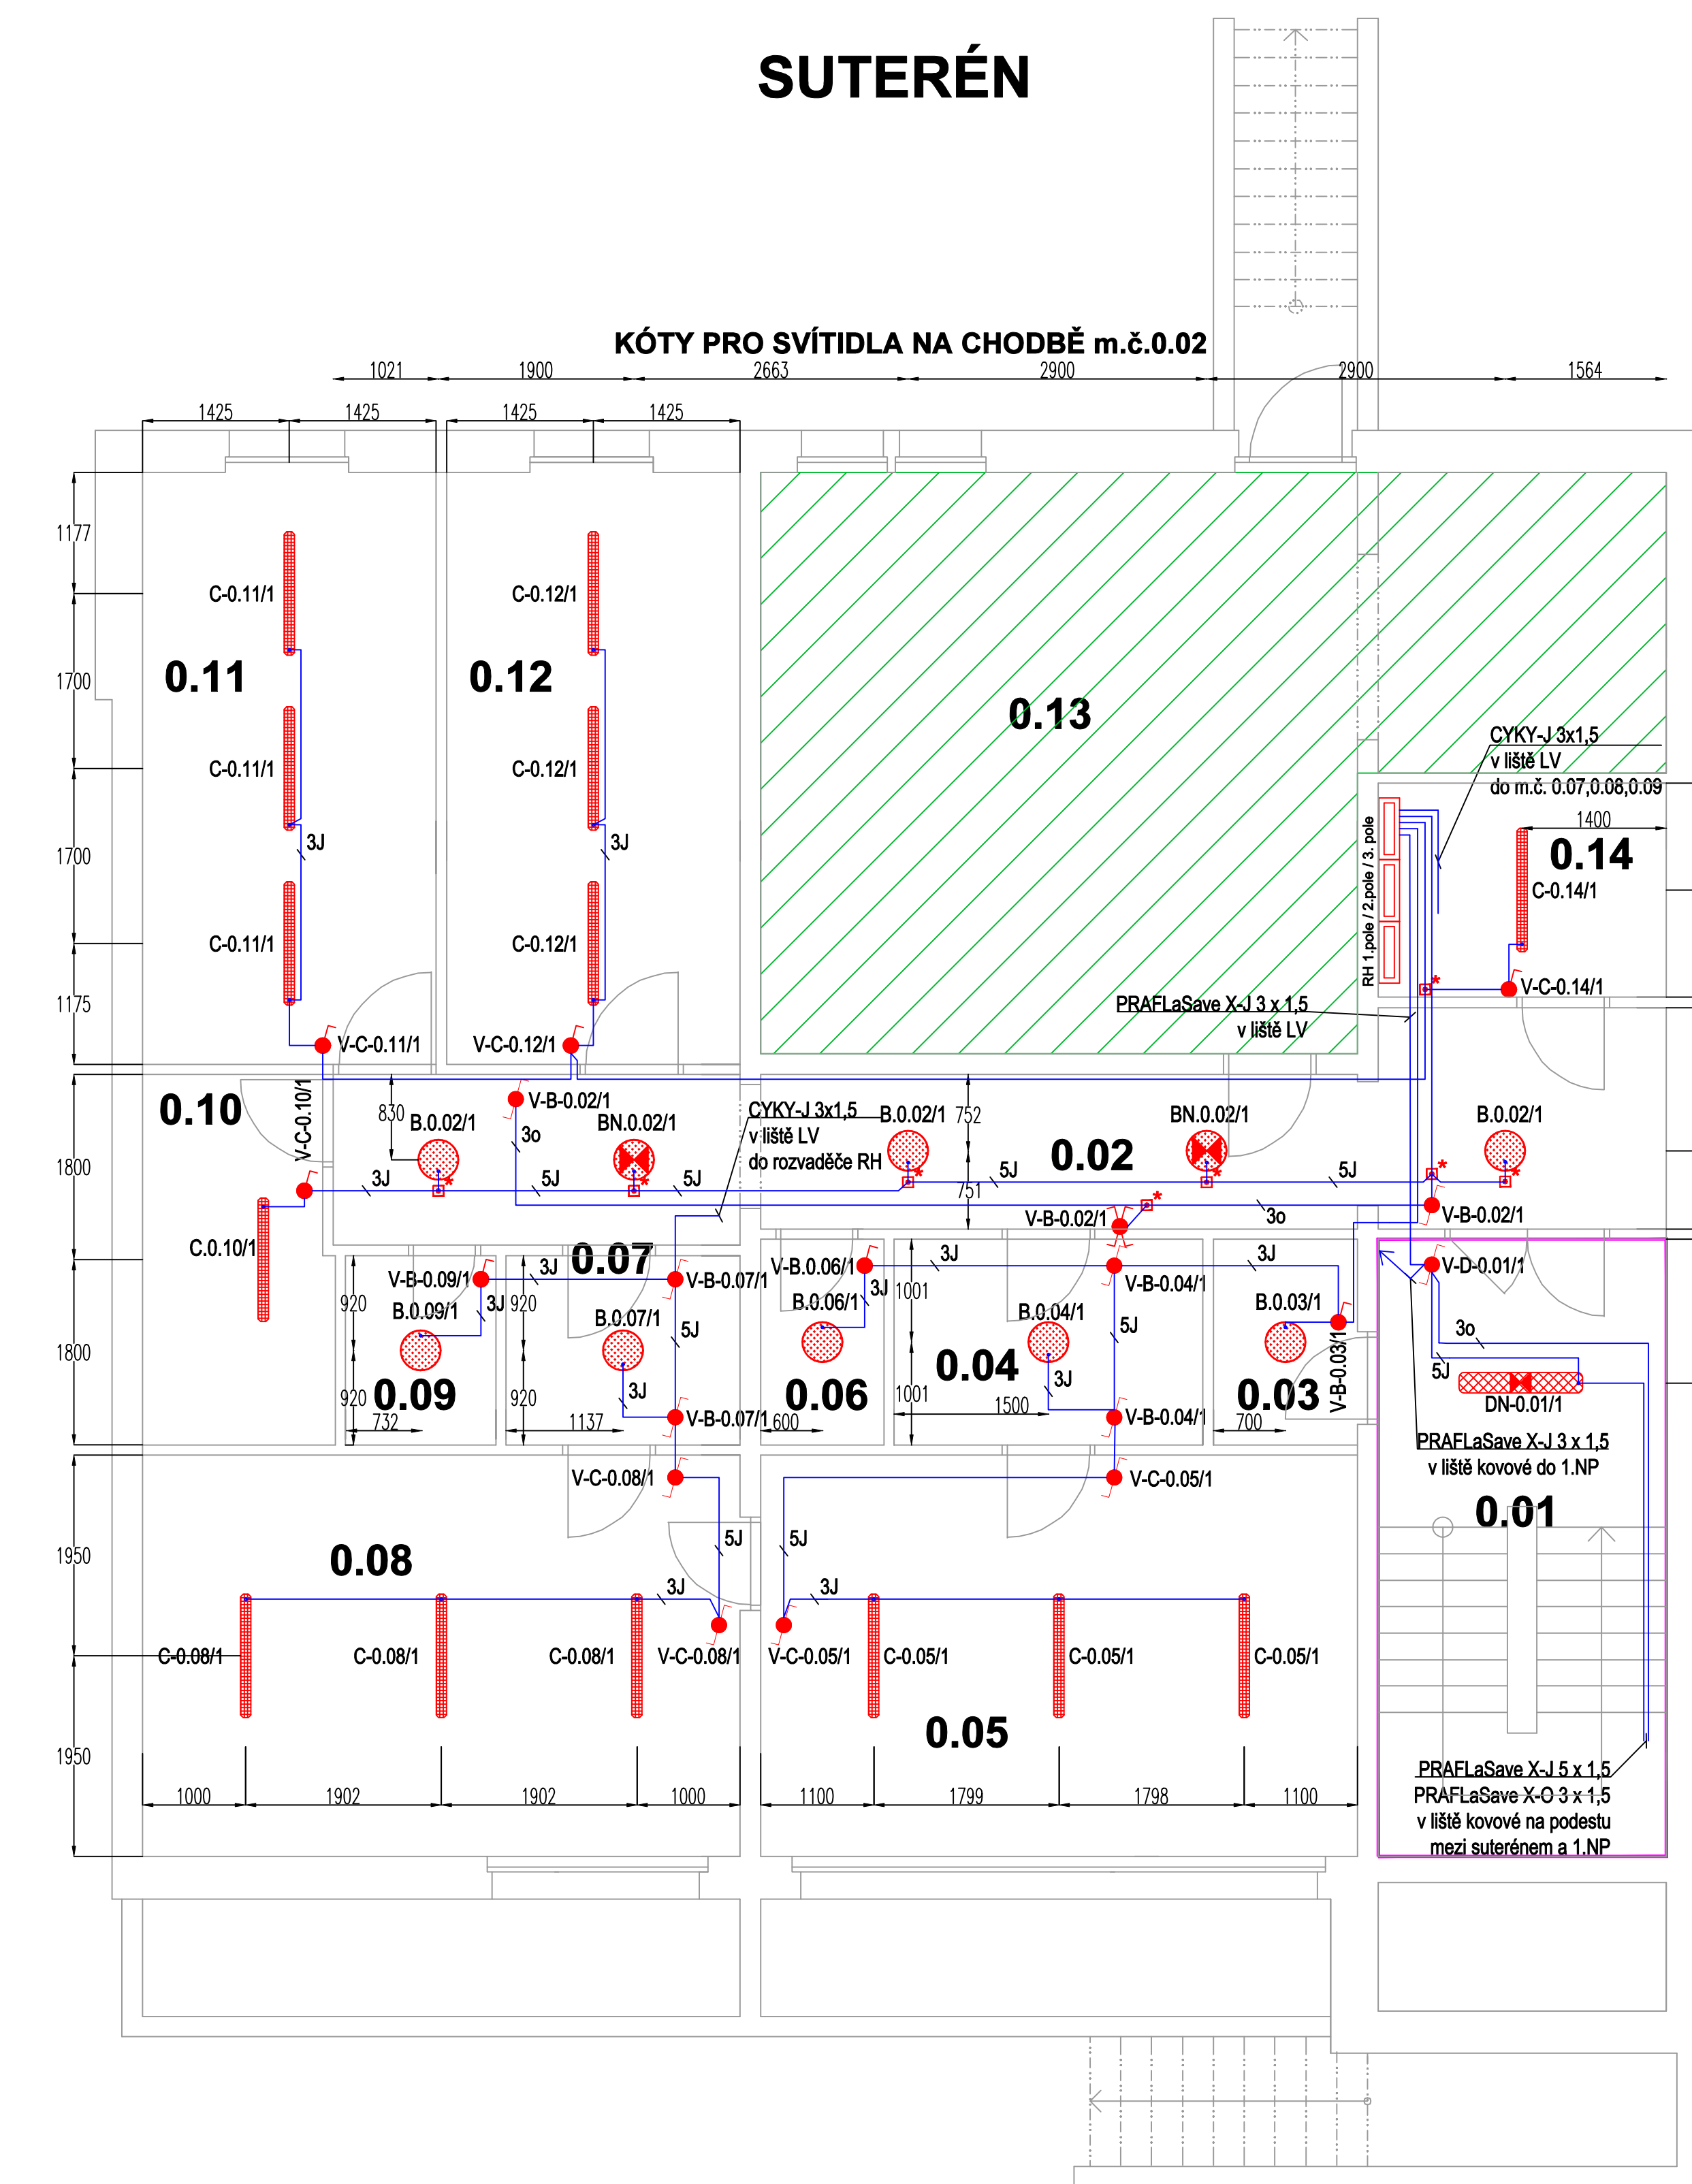 SUTERÉN
KÓTY PRO SVÍTIDLA NA CHODBĚ m.č.0.02
1021
1900
2663
2900
2900
1564
1425
1425
1425
1425
1177
1700
1700
1175
1800
1800
1950
1950
C-0.11/1
C-0.12/1
0.11
0.12
0.13
C-0.11/1
C-0.12/1
3J
3J
C-0.11/1
C-0.12/1
CYKY-J 3x1,5
v liště LV
do m.č. 0.07,0.08,0.09
1400
0.14
C-0.14/1
RH 1.pole / 2.pole / 3. pole
*
V-C-0.14/1
PRAFLaSave X-J 3 x 1,5
v liště LV
V-C-0.11/1
V-C-0.12/1
0.10
V-C-0.10/1
830
V-B-0.02/1
3o
CYKY-J 3x1,5
v liště LV
do rozvaděče RH
B.0.02/1
BN.0.02/1
B.0.02/1
752
BN.0.02/1
B.0.02/1
0.02
3J
*
5J
*
5J
5J
751
5J
*
*
V-B-0.02/1
3o
V-B-0.02/1
C.0.10/1
0.07
V-B-0.09/1
3J
V-B-0.07/1
V-B.0.06/1
3J
V-B-0.04/1
3J
V-D-0.01/1
920
B.0.09/1
3J
920
B.0.07/1
5J
B.0.06/1
3J
1001
B.0.04/1
5J
B.0.03/1
V-B-0.03/1
3o
5J
0.09
920
732
920
3J
1137
V-B-0.07/1
0.06
600
0.04
1001
3J
1500
V-B-0.04/1
0.03
700
DN-0.01/1
PRAFLaSave X-J 3 x 1,5
v liště kovové do 1.NP
0.01
V-C-0.08/1
V-C-0.05/1
5J
5J
0.08
3J
3J
C-0.08/1
C-0.08/1
C-0.08/1
V-C-0.08/1
V-C-0.05/1
C-0.05/1
C-0.05/1
C-0.05/1
0.05
1000
1902
1902
1000
1100
1799
1798
1100
PRAFLaSave X-J 5 x 1,5
PRAFLaSave X-O 3 x 1,5
v liště kovové na podestu
mezi suterénem a 1.NP